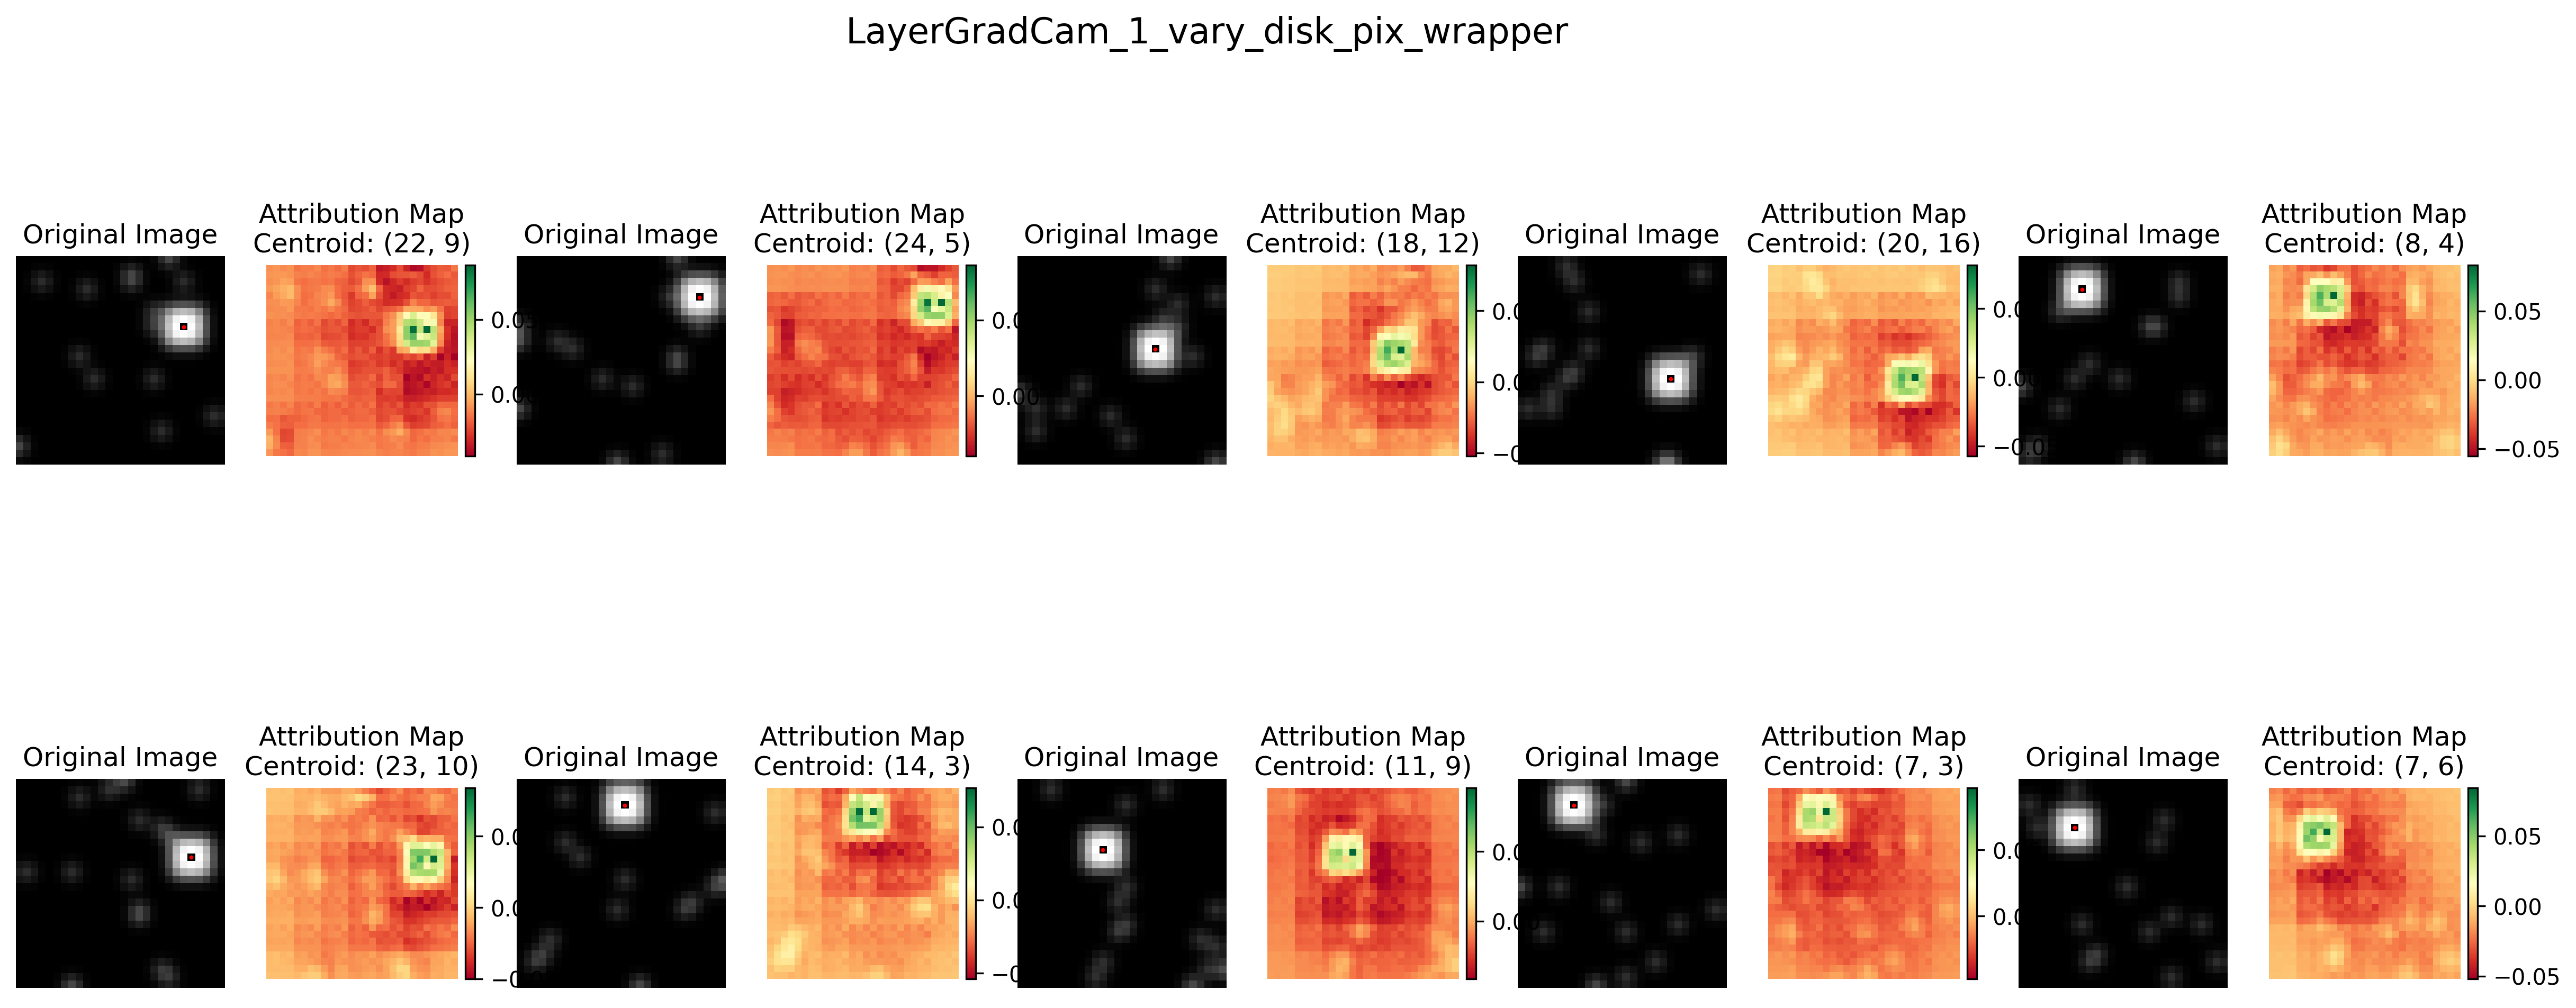 LayerGradCam_1_vary_disk_pix_wrapper
Original Image
Attribution Map
Centroid: (22, 9)
Original Image
Attribution Map
Centroid: (24, 5)
Original Image
Attribution Map
Centroid: (18, 12)
Original Image
Attribution Map
Centroid: (20, 16)
Original Image
Attribution Map
Centroid: (8, 4)
0.05
0.00
−0.05
Original Image
Attribution Map
Centroid: (23, 10)
Original Image
Attribution Map
Centroid: (14, 3)
Original Image
Attribution Map
Centroid: (11, 9)
Original Image
Attribution Map
Centroid: (7, 3)
Original Image
Attribution Map
Centroid: (7, 6)
0.05
0.00
−0.05